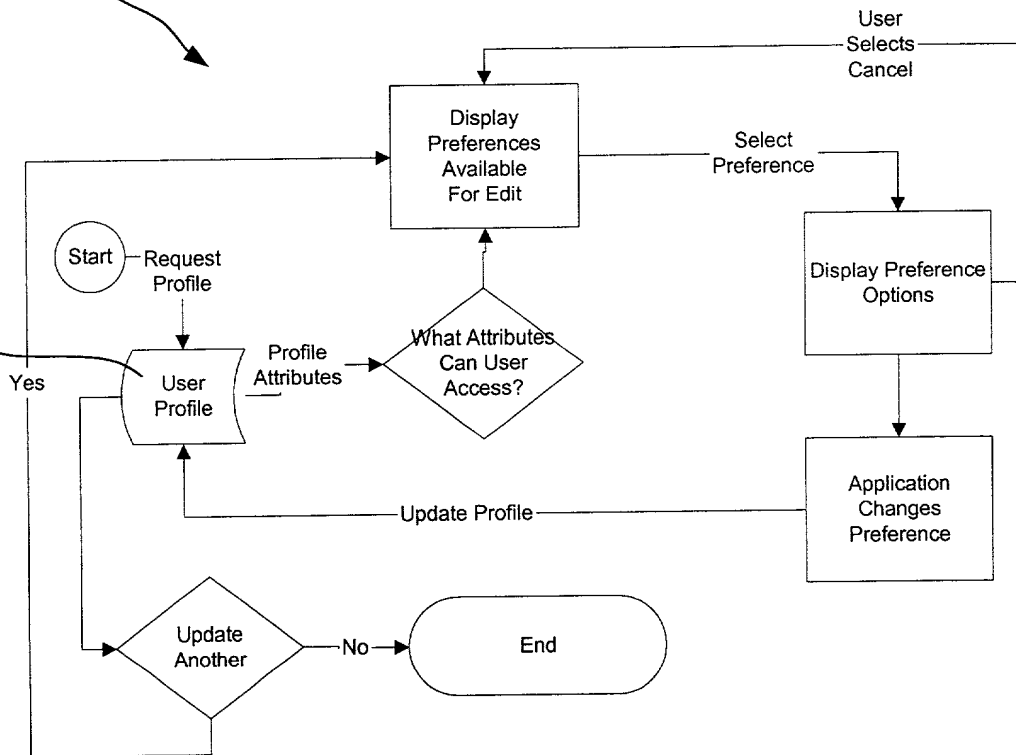 User
Selects
Cancel
Display
Preferences
Available
For Edit
Select
Preference
Start
Request
Profile
Display Preference
Options
What Attributes
Can User
Access?
Profile
Attributes
Yes
User
Profile
Application
Changes
Preference
Update Profile
Update
Another
No
End